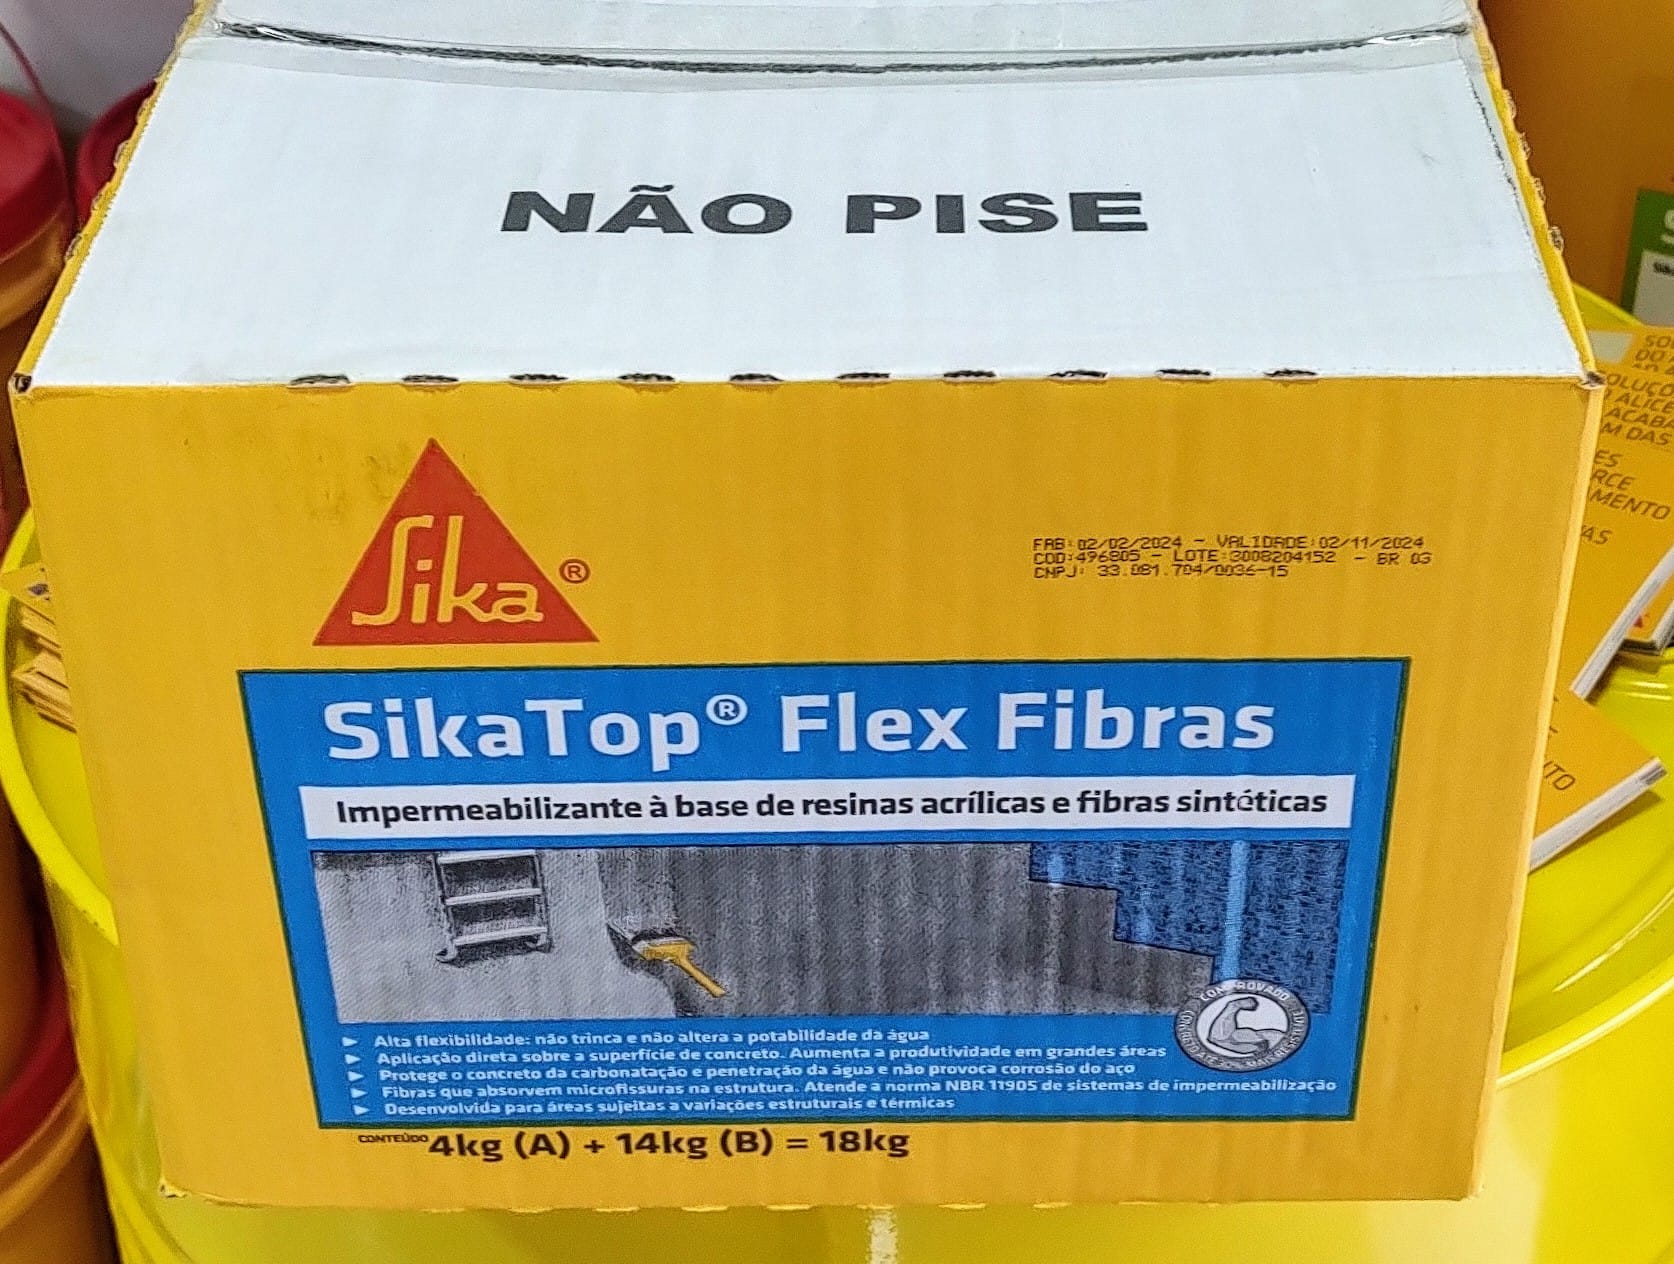 NÃO PISE
Sika®
FAB:02/02/2024 - VALIDADE:02/11/2024
COD:496805 - LOTE:3008204152 - BR 03
CNPJ: 33.081.704/0036-15
SikaTop® Flex Fibras
Impermeabilizante à base de resinas acrílicas e fibras sintéticas
COMPROVADO
► Alta flexibilidade: não trinca e não altera a potabilidade da água
► Aplicação direta sobre a superfície de concreto. Aumenta a produtividade em grandes áreas
► Protege o concreto da carbonatação e penetração da água e não provoca corrosão do aço
► Fibras que absorvem microfissuras na estrutura. Atende a norma NBR 11905 de sistemas de impermeabilização
► Desenvolvida para áreas sujeitas a variações estruturais e térmicas
CONTEÚDO 4kg (A) + 14kg (B) = 18kg